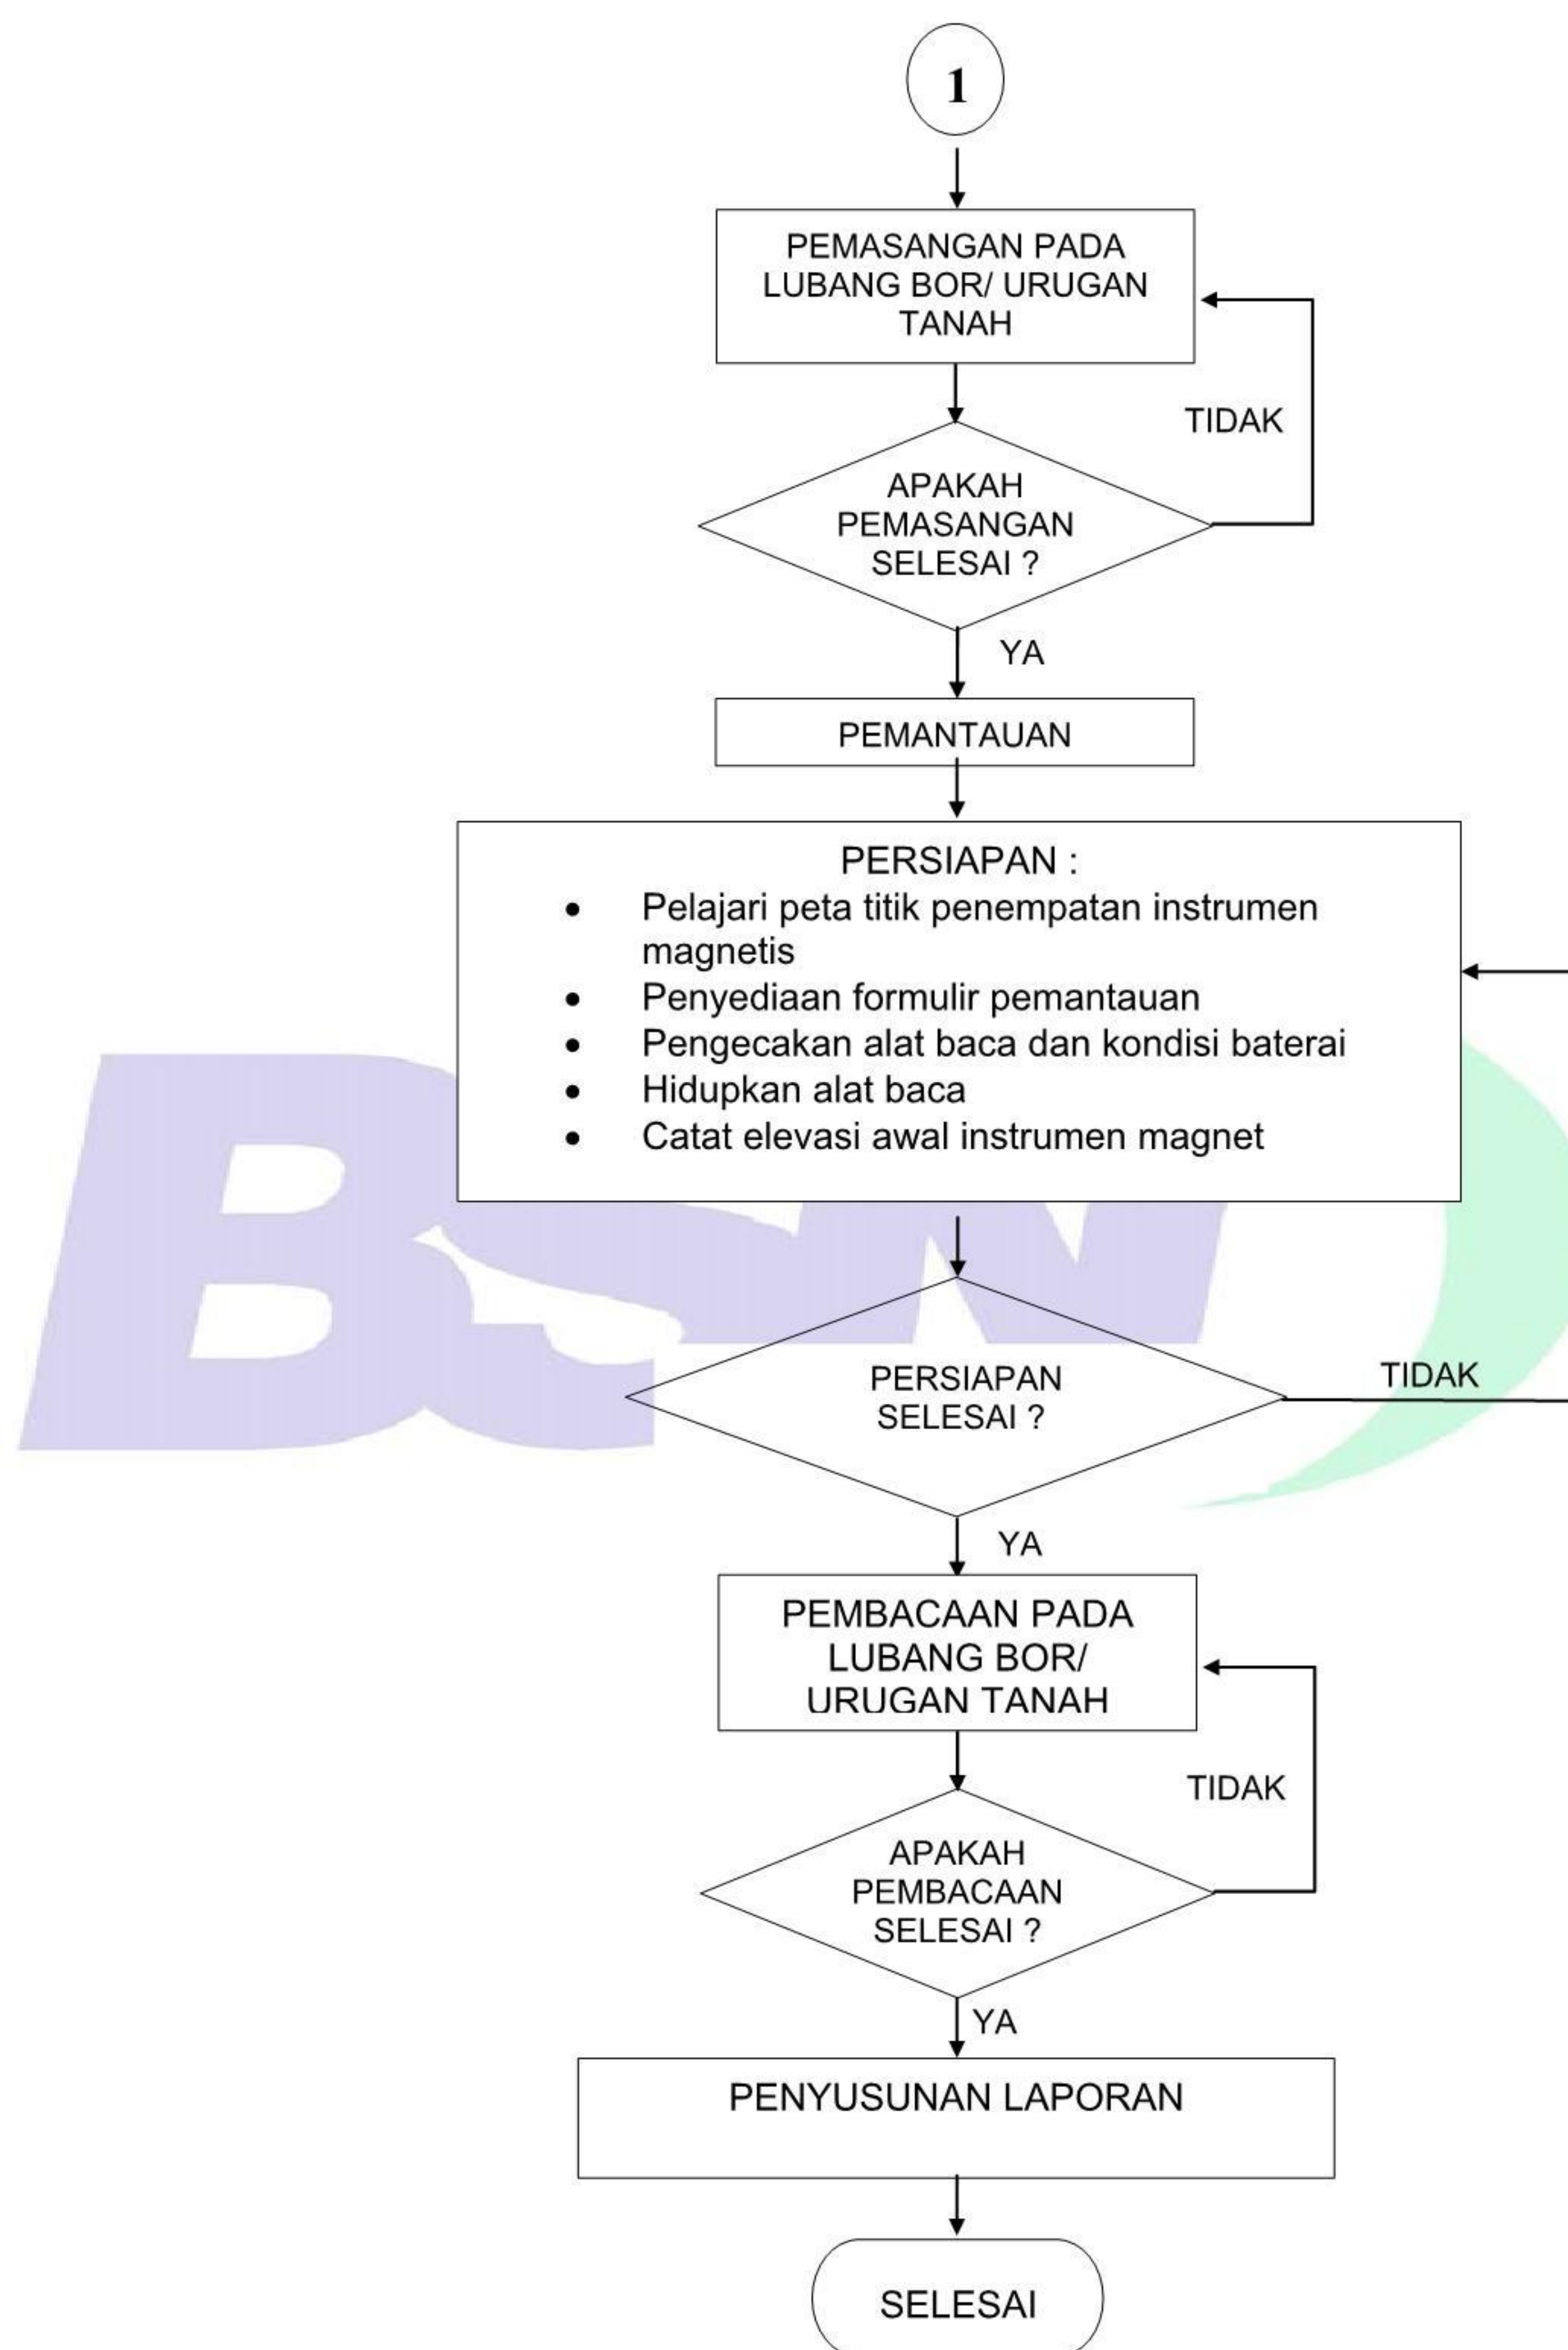 1
PEMASANGAN PADA
LUBANG BOR/ URUGAN
TANAH
TIDAK
APAKAH
PEMASANGAN
SELESAI ?
YA
PEMANTAUAN
PERSIAPAN :
• Pelajari peta titik penempatan instrumen
magnetis
• Penyediaan formulir pemantauan
• Pengecakan alat baca dan kondisi baterai
• Hidupkan alat baca
• Catat elevasi awal instrumen magnet
BSN
PERSIAPAN
SELESAI ?
TIDAK
YA
PEMBACAAN PADA
LUBANG BOR/
URUGAN TANAH
TIDAK
APAKAH
PEMBACAAN
SELESAI ?
YA
PENYUSUNAN LAPORAN
SELESAI